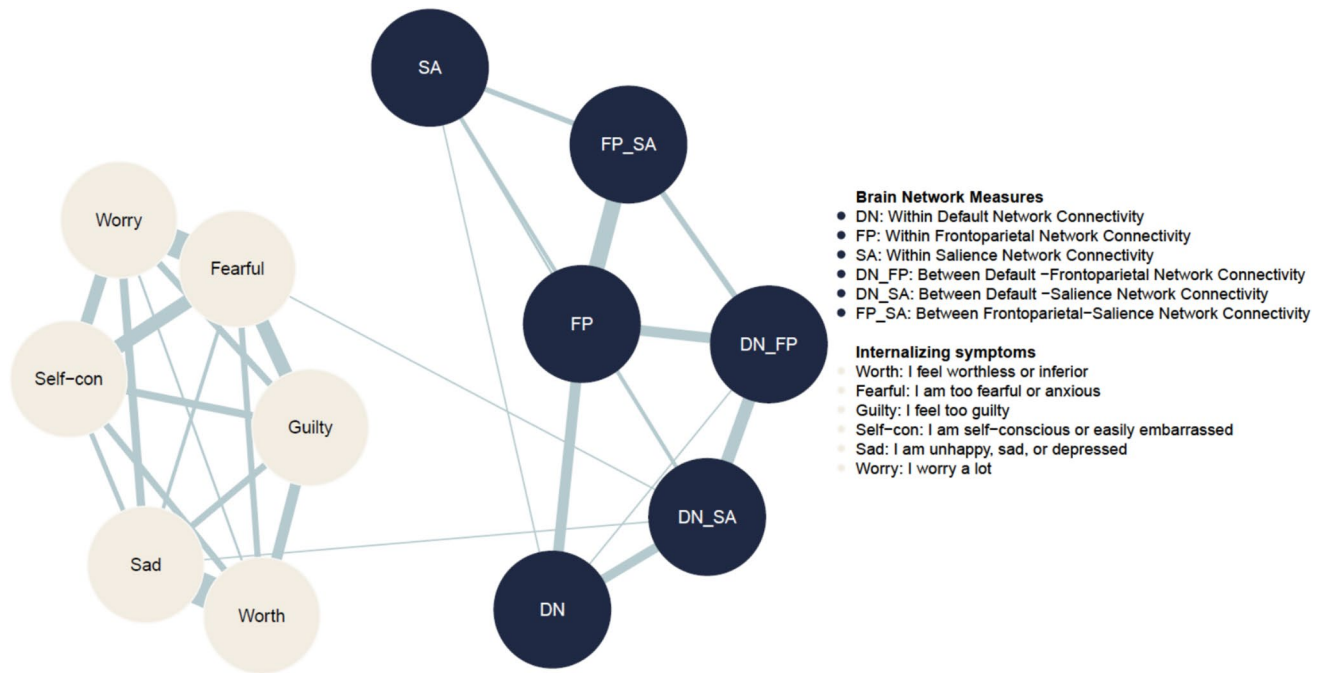 SA
FP_SA
Worry
Fearful
FP
DN_FP
Self-con
Guilty
DN_SA
Sad
Worth
DN
Brain Network Measures
DN: Within Default Network Connectivity
FP: Within Frontoparietal Network Connectivity
SA: Within Salience Network Connectivity
DN_FP: Between Default −Frontoparietal Network Connectivity
DN_SA: Between Default −Salience Network Connectivity
FP_SA: Between Frontoparietal−Salience Network Connectivity
Internalizing symptoms
Worth: I feel worthless or inferior
Fearful: I am too fearful or anxious
Guilty: I feel too guilty
Self−con: I am self−conscious or easily embarrassed
Sad: I am unhappy, sad, or depressed
Worry: I worry a lot